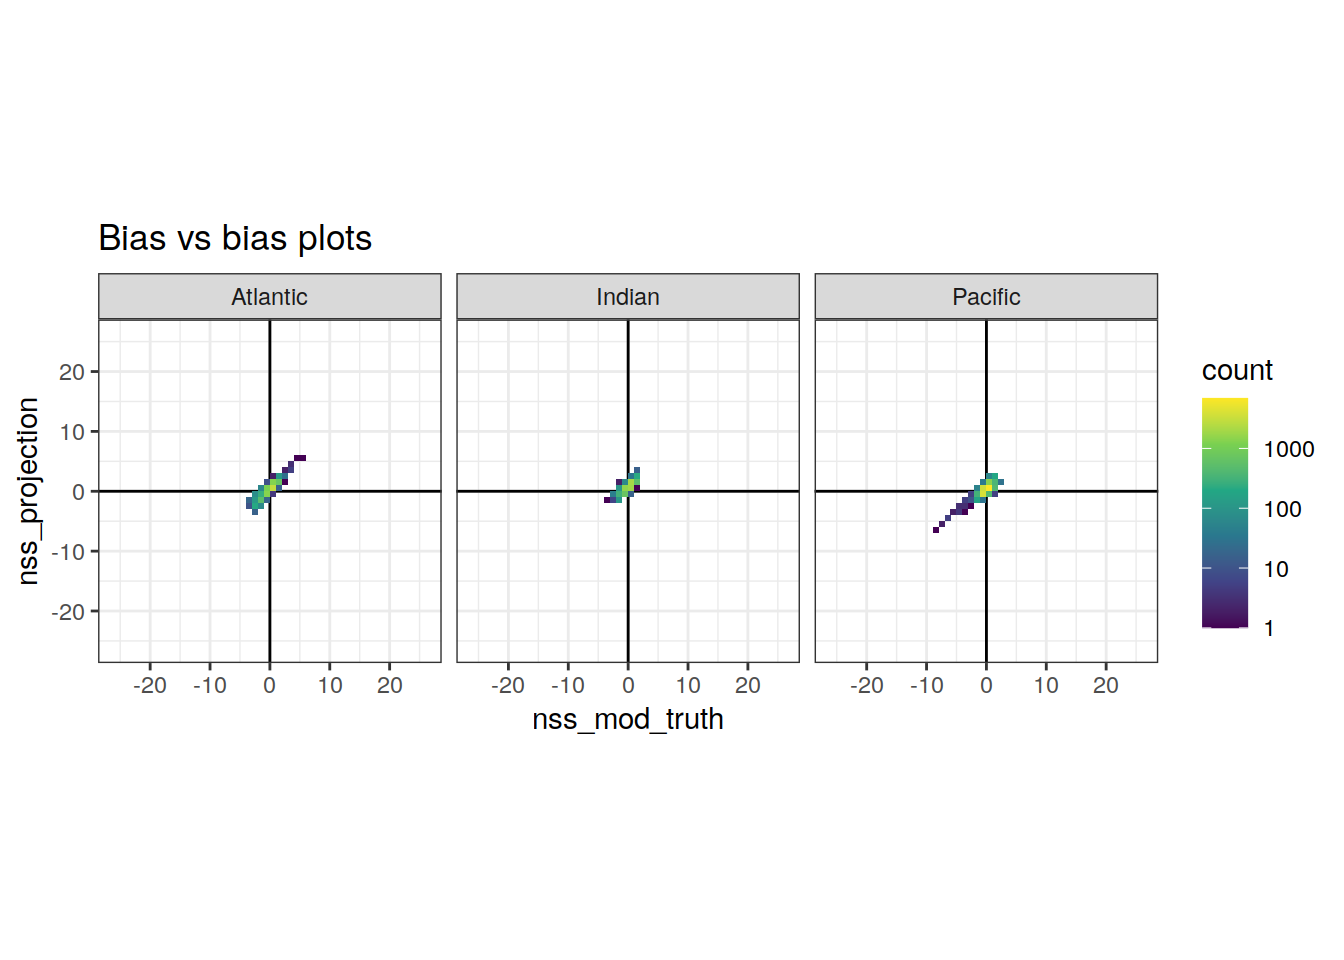 Bias vs bias plots
Atlantic Indian Pacific
nss_projection
20
10
0
-10
-20
-20 -10 0 10 20 -20 -10 0 10 20 -20 -10 0 10 20
nss_mod_truth
count
1000
100
10
1